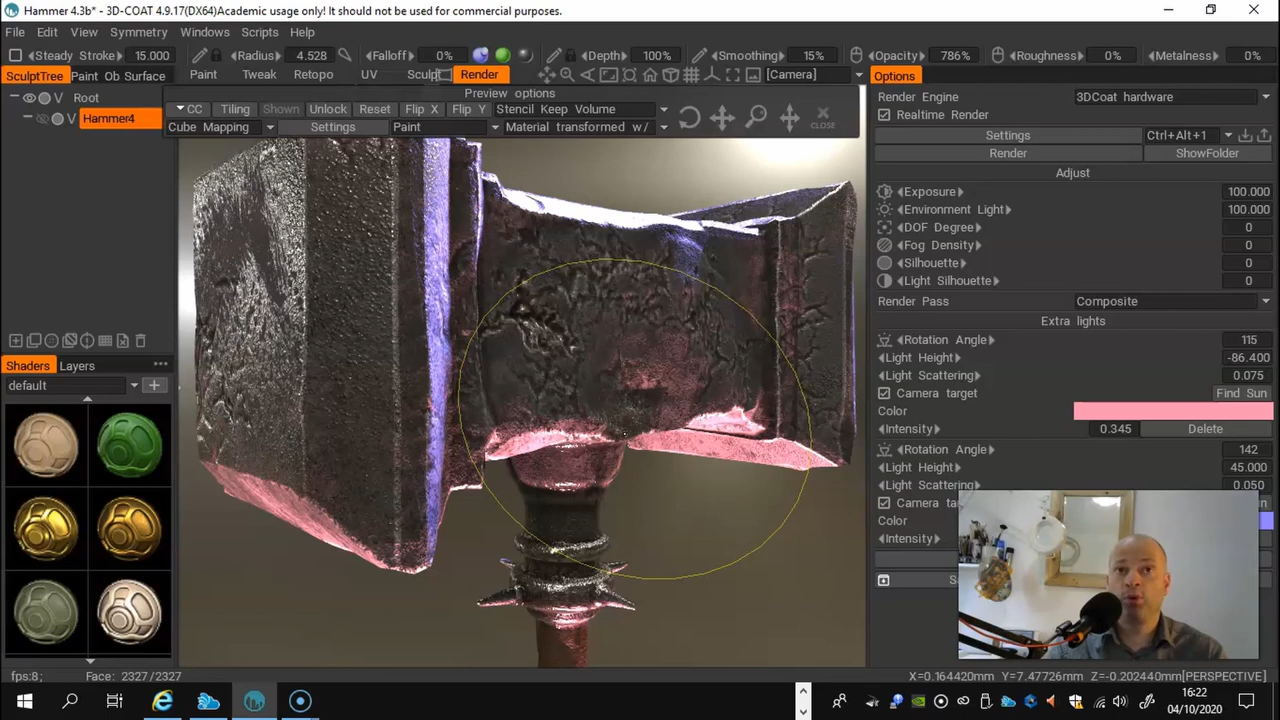 Hammer 4.3b* - 3D-COAT 4.9.17(DX64)Academic usage only! It should not be used for commercial purposes.
File Edit View Symmetry Windows Scripts Help
Steady Stroke 15.000 Radius 4.528 Falloff 0% Depth 100% Smoothing 15% Opacity 786% Roughness 0% Metalness 0%
SculptTree Paint Ob Surface Paint Tweak Retopo UV Sculpt Render [Camera] Options
Root
Hammer4
Preview options
CC Tiling Shown Unlock Reset Flip X Flip Y Stencil Keep Volume
CLOSE
Cube Mapping Settings Paint Material transformed w/
Render Engine 3DCoat hardware
Realtime Render
Settings Ctrl+Alt+1
Render ShowFolder
Adjust
Exposure 100.000
Environment Light 100.000
DOF Degree 0
Fog Density 0
Silhouette 0
Light Silhouette 0
Render Pass Composite
Extra lights
Rotation Angle 115
Light Height -86.400
Light Scattering 0.075
Camera target Find Sun
Color
Intensity 0.345 Delete
Rotation Angle 142
Light Height 45.000
Light Scattering 0.050
Camera
Color
Intensity
Shaders Layers
default
fps:8; Face: 2327/2327 X=0.164420mm Y=7.47726mm Z=-0.202440mm[PERSPECTIVE]
16:22
04/10/2020